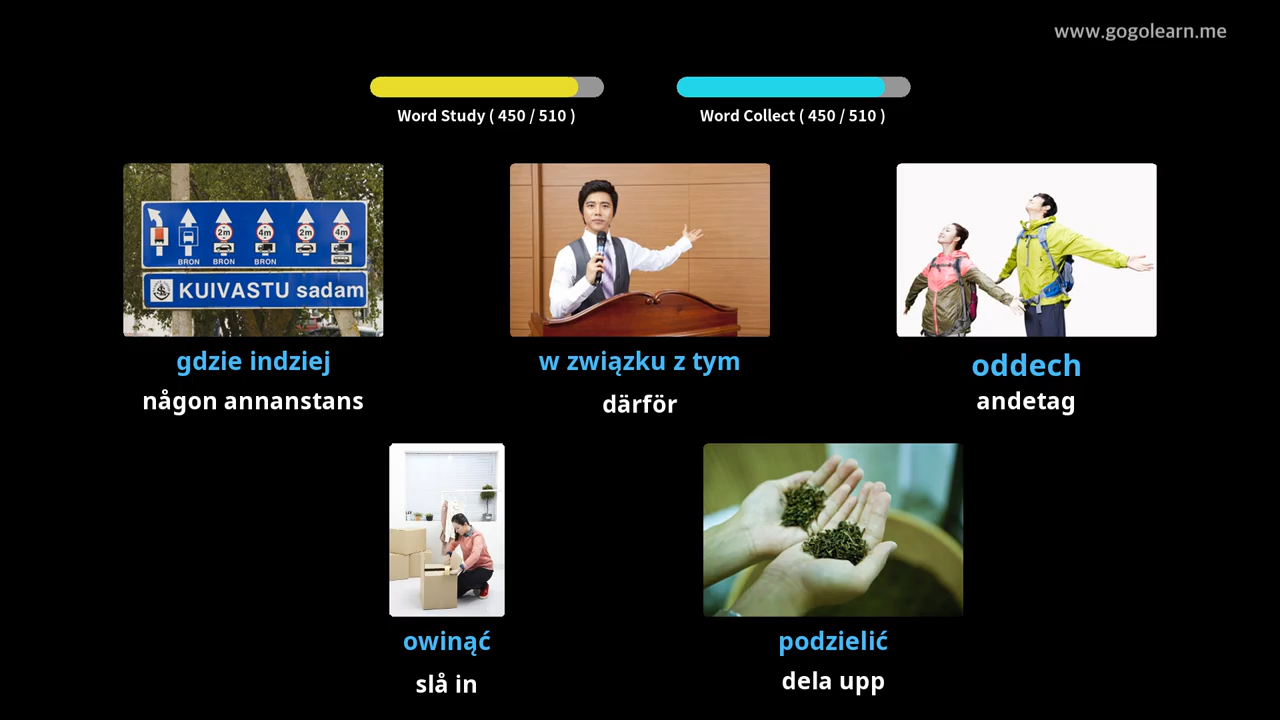 www.gogolearn.me
Word Study ( 450 / 510 )
Word Collect ( 450 / 510 )
2m
4m
2m
4m
BRON
BRON
BRON
KUIVASTU sadam
gdzie indziej
w związku z tym
oddech
någon annanstans
därför
andetag
owinąć
podzielić
slå in
dela upp